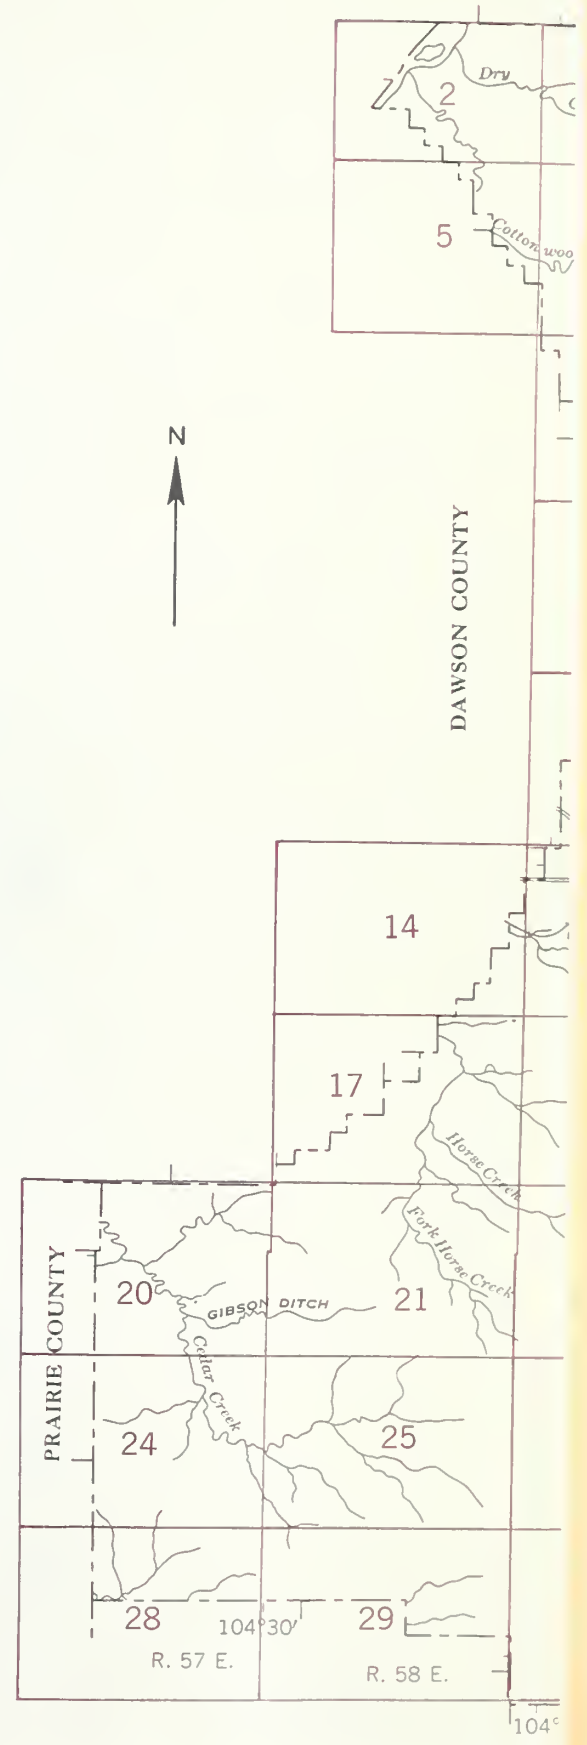 Dry
2
5
Cottonwoo
N
DAWSON COUNTY
14
17
Horse Creek
Fork Horse Creek
PRAIRIE COUNTY
20
GIBSON DITCH
21
Cedar Creek
24
25
28
104°30'
29
R. 57 E.
R. 58 E.
104°